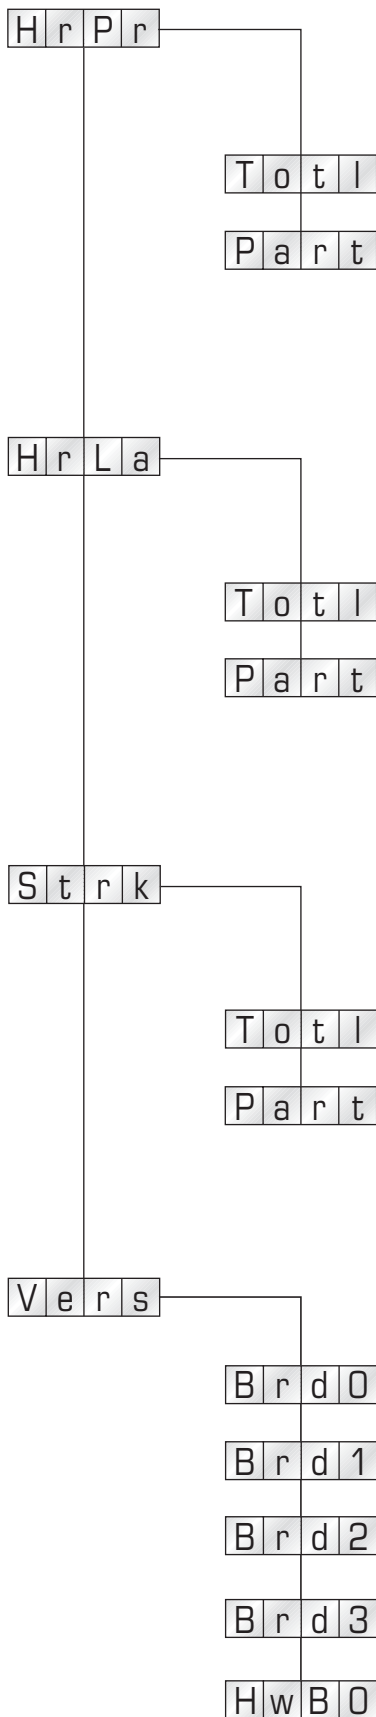 HrPr
Totl
Part
HrLa
Totl
Part
Strk
Totl
Part
Vers
Brd0
Brd1
Brd2
Brd3
HwB0